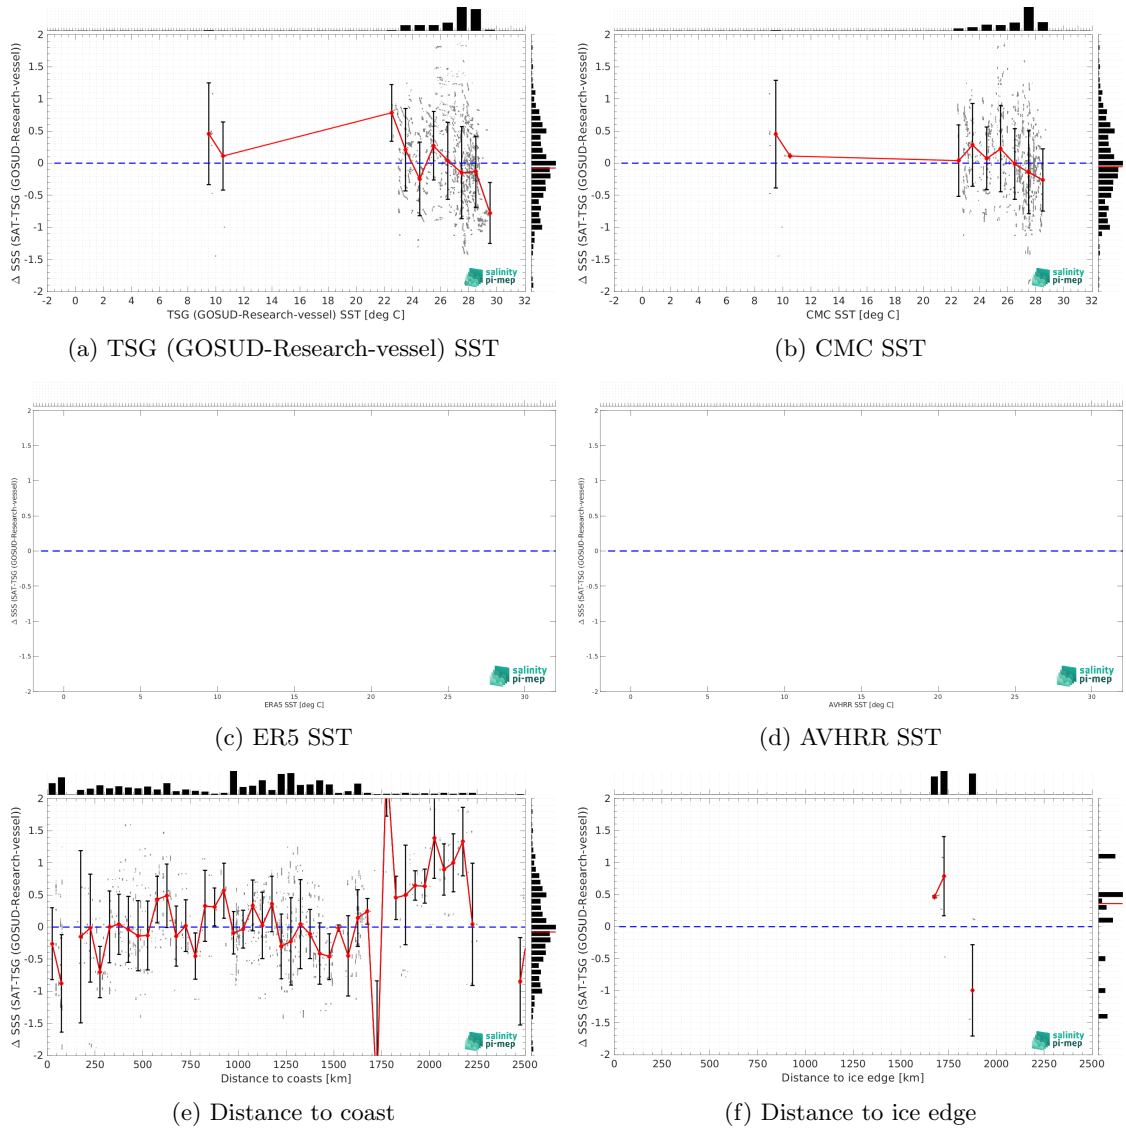 2
1.5
1
0.5
0
-0.5
-1
-1.5
-2
Δ SSS (SAT-TSG (GOSUD-Research-vessel))
salinity
pi-mep
-2 0 2 4 6 8 10 12 14 16 18 20 22 24 26 28 30 32
TSG (GOSUD-Research-vessel) SST [deg C]
(a) TSG (GOSUD-Research-vessel) SST
2
1.5
1
0.5
0
-0.5
-1
-1.5
-2
Δ SSS (SAT-TSG (GOSUD-Research-vessel))
salinity
pi-mep
-2 0 2 4 6 8 10 12 14 16 18 20 22 24 26 28 30 32
CMC SST [deg C]
(b) CMC SST
2
1.5
1
0.5
0
-0.5
-1
-1.5
-2
Δ SSS (SAT-TSG (GOSUD-Research-vessel))
salinity
pi-mep
0 5 10 15 20 25 30
ERA5 SST [deg C]
(c) ER5 SST
2
1.5
1
0.5
0
-0.5
-1
-1.5
-2
Δ SSS (SAT-TSG (GOSUD-Research-vessel))
salinity
pi-mep
0 5 10 15 20 25 30
AVHRR SST [deg C]
(d) AVHRR SST
2
1.5
1
0.5
0
-0.5
-1
-1.5
-2
Δ SSS (SAT-TSG (GOSUD-Research-vessel))
salinity
pi-mep
0 250 500 750 1000 1250 1500 1750 2000 2250 2500
Distance to coasts [km]
(e) Distance to coast
2
1.5
1
0.5
0
-0.5
-1
-1.5
-2
Δ SSS (SAT-TSG (GOSUD-Research-vessel))
salinity
pi-mep
0 250 500 750 1000 1250 1500 1750 2000 2250 2500
Distance to ice edge [km]
(f) Distance to ice edge